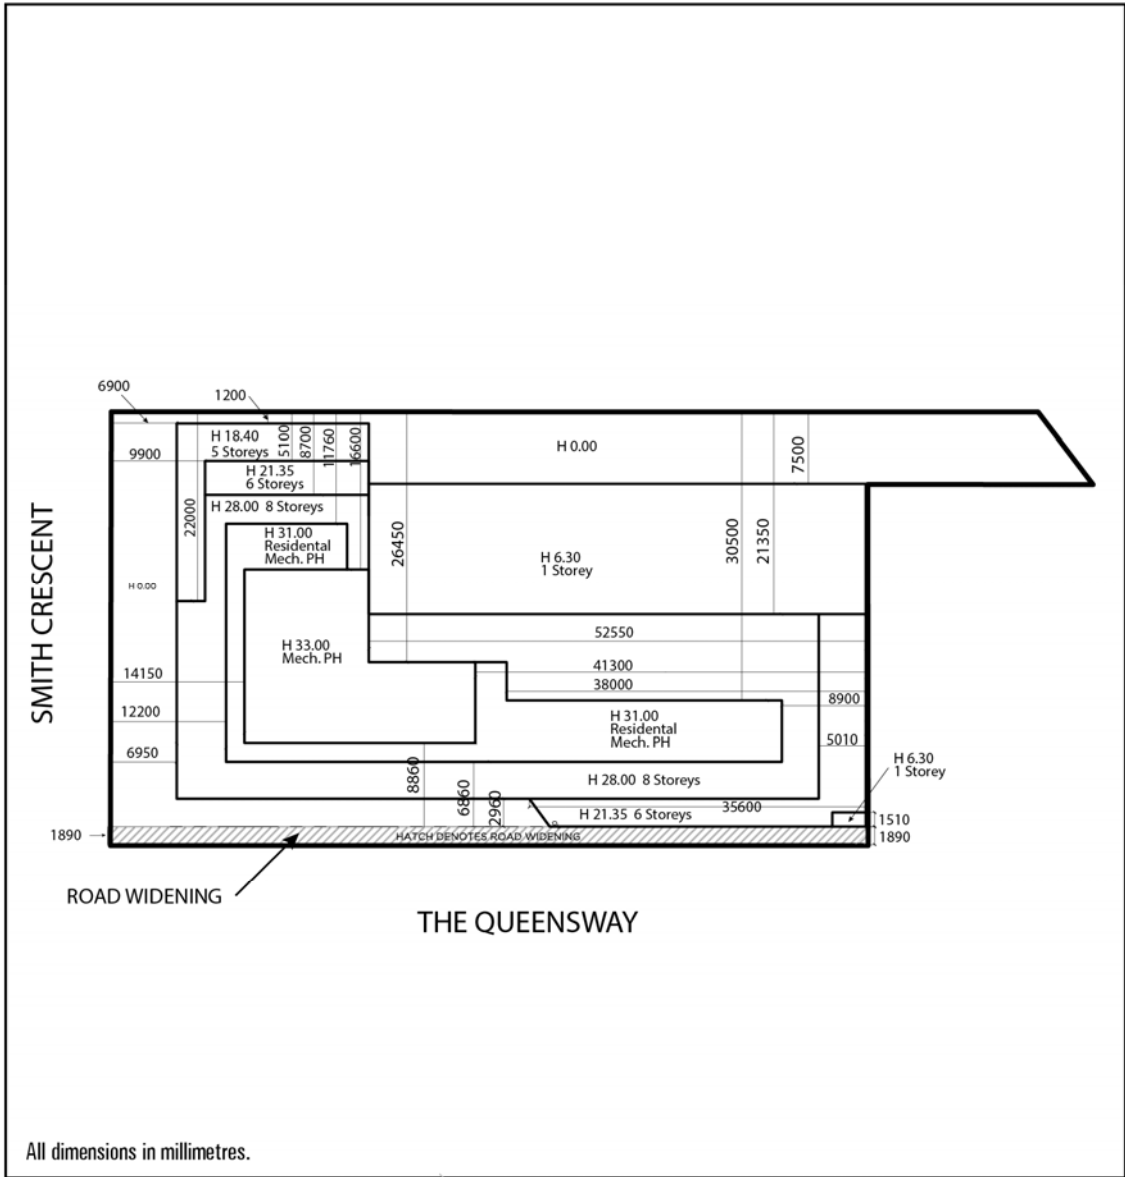 6900
1200
H 18.40
5 Storeys
5100
8700
11760
16600
9900
H 0.00
7500
H 21.35
6 Storeys
H 28.00 8 Storeys
22000
H 31.00
Residental
Mech. PH
26450
30500
21350
H 6.30
1 Storey
SMITH CRESCENT
H 0.00
52550
H 33.00
Mech. PH
41300
14150
38000
8900
12200
H 31.00
Residental
Mech. PH
5010
6950
H 6.30
1 Storey
8860
6860
2960
H 28.00 8 Storeys
35600
H 21.35 6 Storeys
1510
1890
HATCH DENOTES ROAD WIDENING
1890
ROAD WIDENING
THE QUEENSWAY
All dimensions in millimetres.